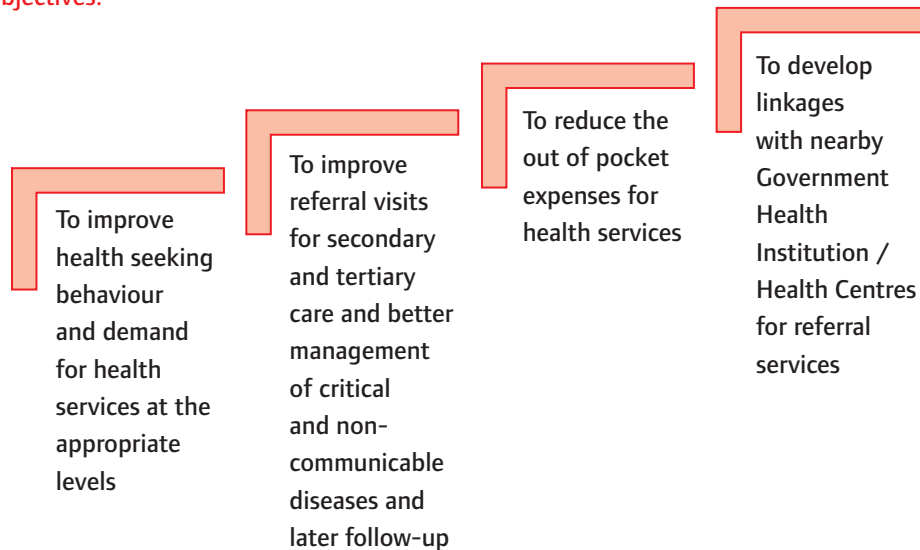 bjectives:
To improve
health seeking
behaviour
and demand
for health
services at the
appropriate
levels
To improve
referral visits
for secondary
and tertiary
care and better
management
of critical
and non-
communicable
diseases and
later follow-up
To reduce the
out of pocket
expenses for
health services
To develop
linkages
with nearby
Government
Health
Institution /
Health Centres
for referral
services